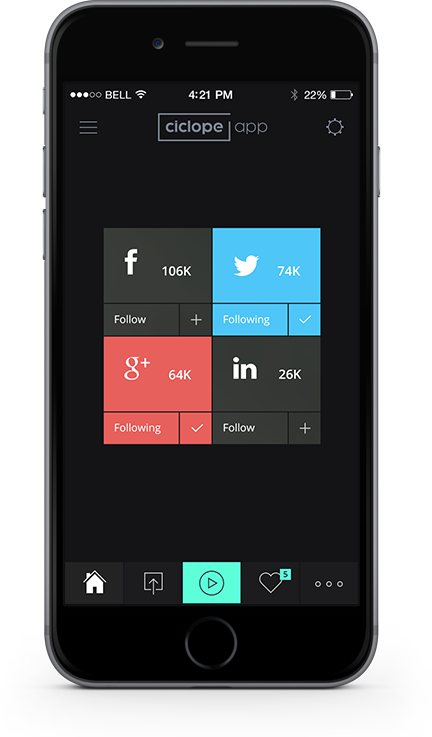 BELL 4:21 PM 22%
ciclope app
f 106K 74K
Follow + Following
g+ 64K in 26K
Following Follow +
5